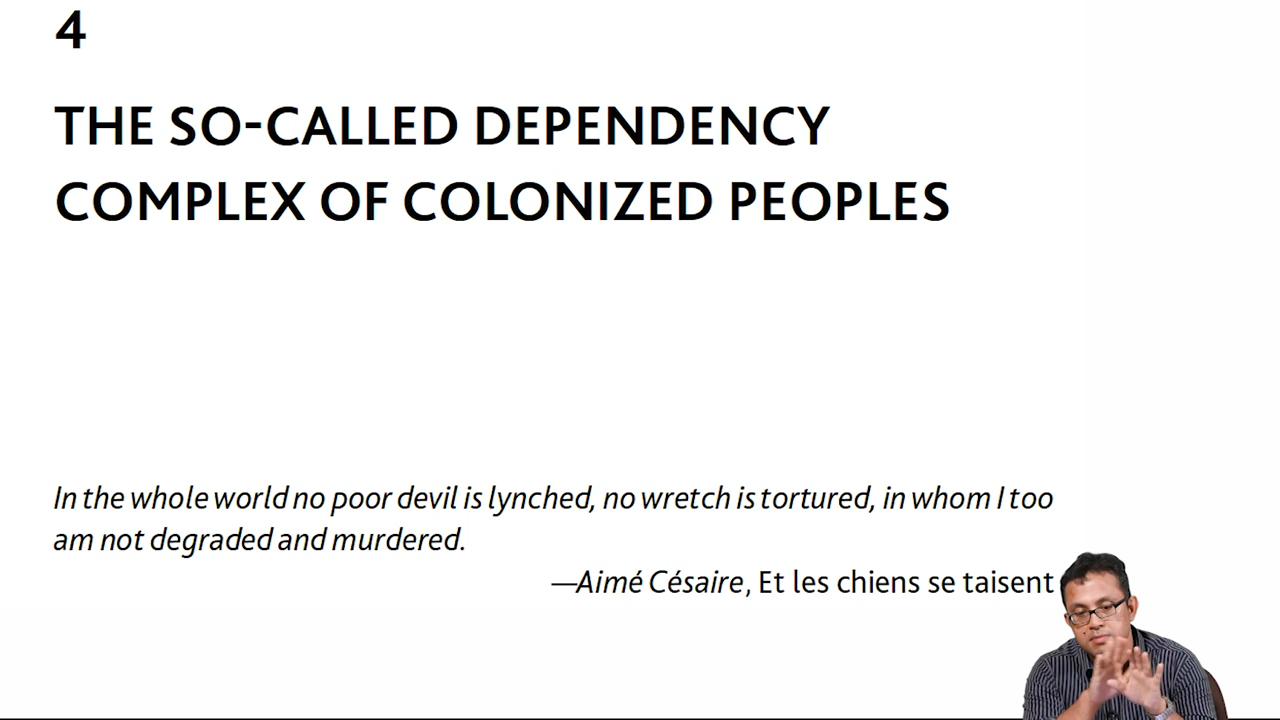 4
THE SO-CALLED DEPENDENCY
COMPLEX OF COLONIZED PEOPLES
In the whole world no poor devil is lynched, no wretch is tortured, in whom I too
am not degraded and murdered.
—Aimé Césaire, Et les chiens se taisent